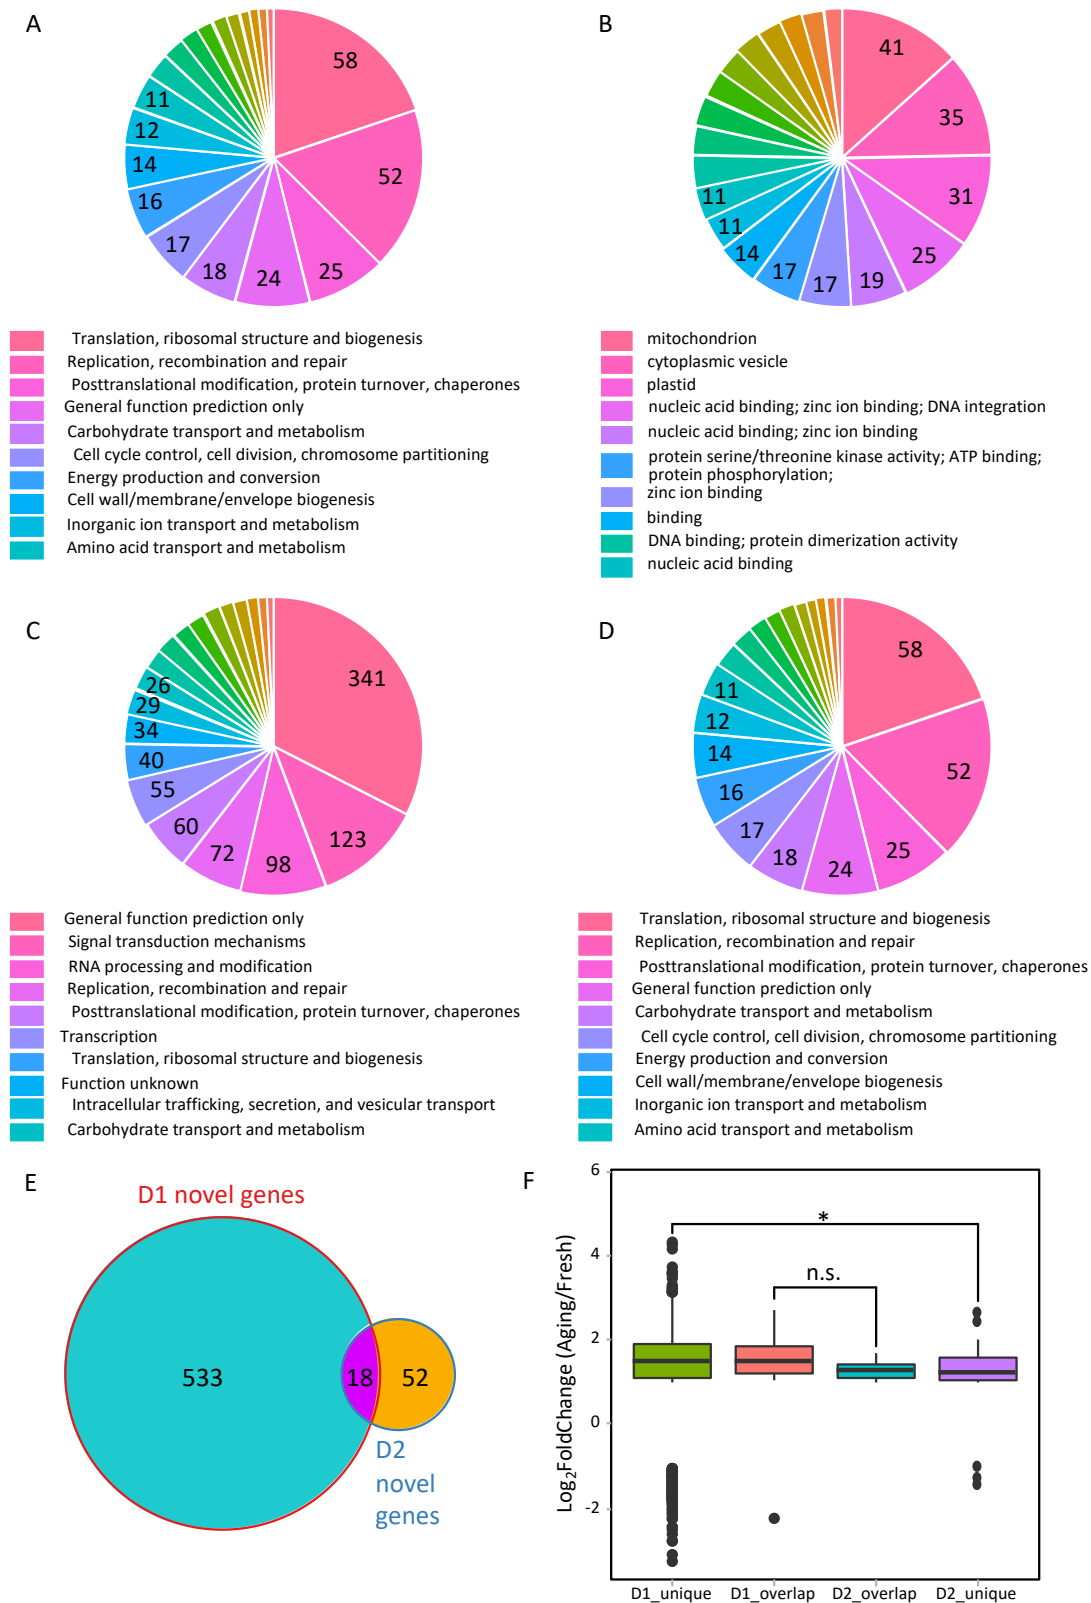 A
58
52
25
24
18
17
16
14
12
11
Translation, ribosomal structure and biogenesis
Replication, recombination and repair
Posttranslational modification, protein turnover, chaperones
General function prediction only
Carbohydrate transport and metabolism
Cell cycle control, cell division, chromosome partitioning
Energy production and conversion
Cell wall/membrane/envelope biogenesis
Inorganic ion transport and metabolism
Amino acid transport and metabolism
B
41
35
31
25
19
17
17
14
11
11
mitochondrion
cytoplasmic vesicle
plastid
nucleic acid binding; zinc ion binding; DNA integration
nucleic acid binding; zinc ion binding
protein serine/threonine kinase activity; ATP binding;
protein phosphorylation;
zinc ion binding
binding
DNA binding; protein dimerization activity
nucleic acid binding
C
341
123
98
72
60
55
40
34
29
26
General function prediction only
Signal transduction mechanisms
RNA processing and modification
Replication, recombination and repair
Posttranslational modification, protein turnover, chaperones
Transcription
Translation, ribosomal structure and biogenesis
Function unknown
Intracellular trafficking, secretion, and vesicular transport
Carbohydrate transport and metabolism
D
58
52
25
24
18
17
16
14
12
11
Translation, ribosomal structure and biogenesis
Replication, recombination and repair
Posttranslational modification, protein turnover, chaperones
General function prediction only
Carbohydrate transport and metabolism
Cell cycle control, cell division, chromosome partitioning
Energy production and conversion
Cell wall/membrane/envelope biogenesis
Inorganic ion transport and metabolism
Amino acid transport and metabolism
E
D1 novel genes
533
18
52
D2
novel
genes
F
Log₂FoldChange (Aging/Fresh)
6
4
2
0
-2
*
n.s.
D1_unique
D1_overlap
D2_overlap
D2_unique